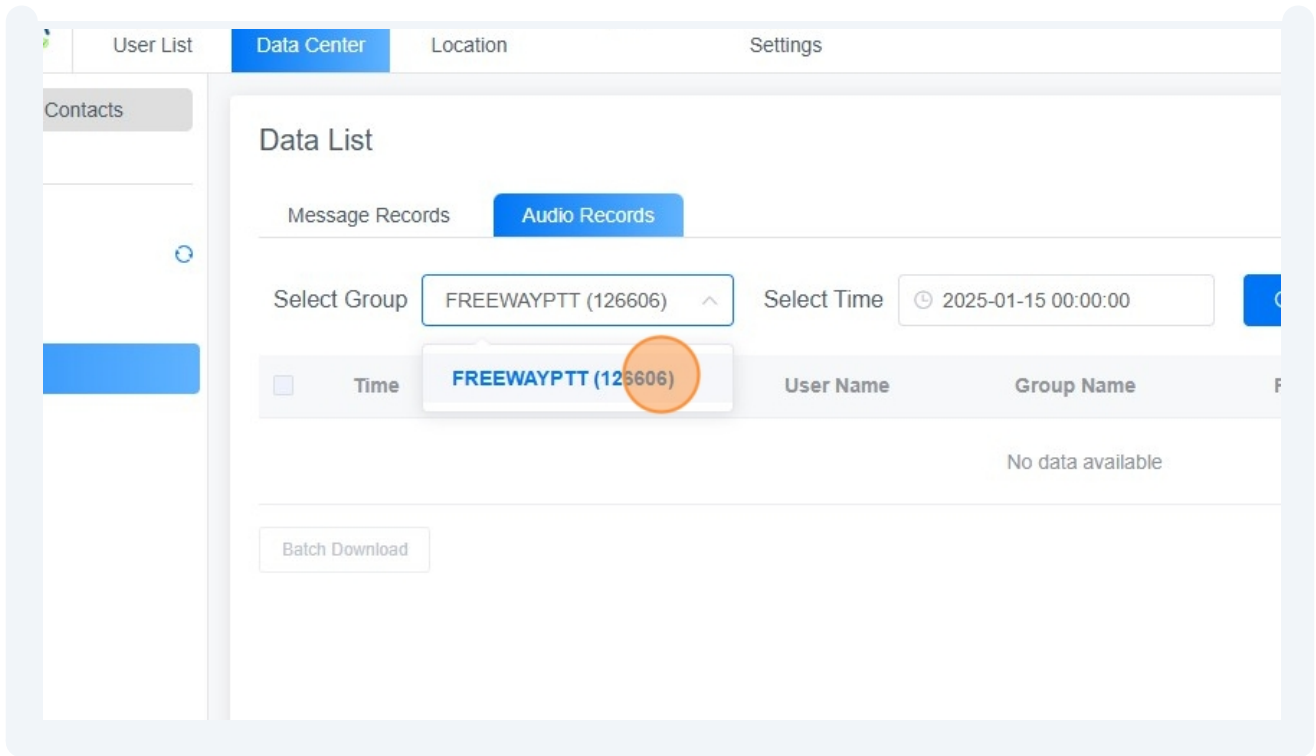 User List Data Center Location Settings
Contacts
Data List
Message Records Audio Records
Select Group FREEWAYPTT (126606) Select Time 2025-01-15 00:00:00
FREEWAYPTT (126606)
Time User Name Group Name
No data available
Batch Download